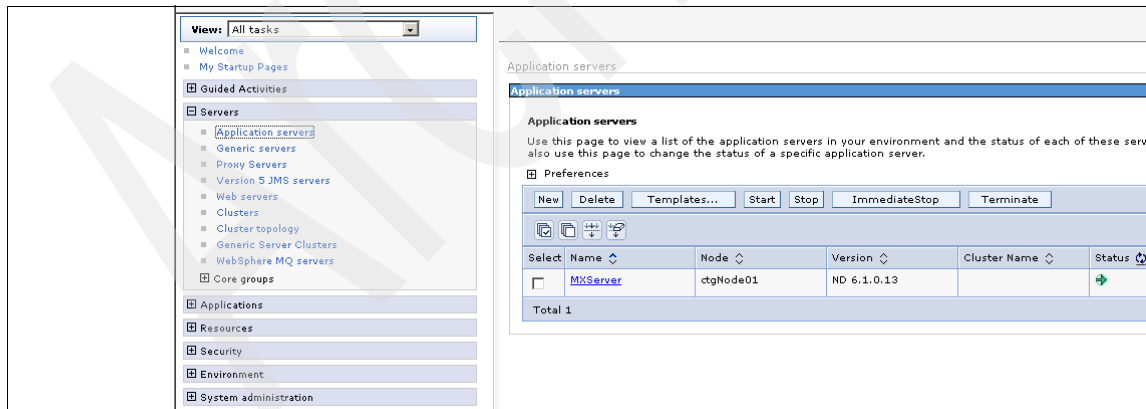 View: All tasks
Welcome
My Startup Pages
Guided Activities
Servers
Application servers
Generic servers
Proxy Servers
Version 5 JMS servers
Web servers
Clusters
Cluster topology
Generic Server Clusters
WebSphere MQ servers
Core groups
Applications
Resources
Security
Environment
System administration
Application servers
Application servers
Application servers
Use this page to view a list of the application servers in your environment and the status of each of these serv
also use this page to change the status of a specific application server.
Preferences
New Delete Templates... Start Stop ImmediateStop Terminate
Select Name Node Version Cluster Name Status
MXServer ctgNode01 ND 6.1.0.13
Total 1